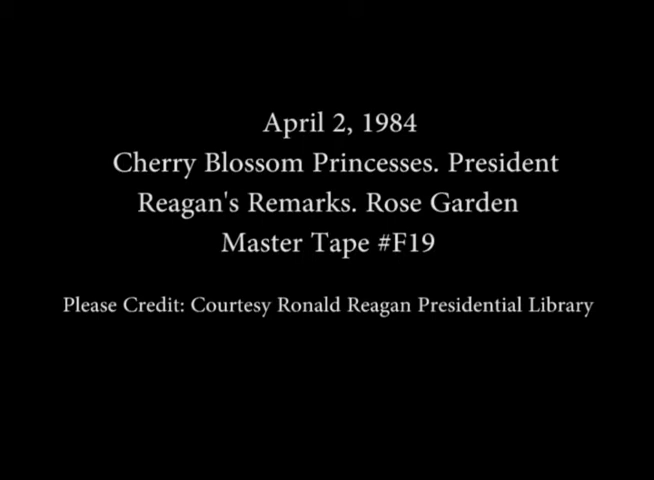 April 2, 1984
Cherry Blossom Princesses. President
Reagan's Remarks. Rose Garden
Master Tape #F19
Please Credit: Courtesy Ronald Reagan Presidential Library